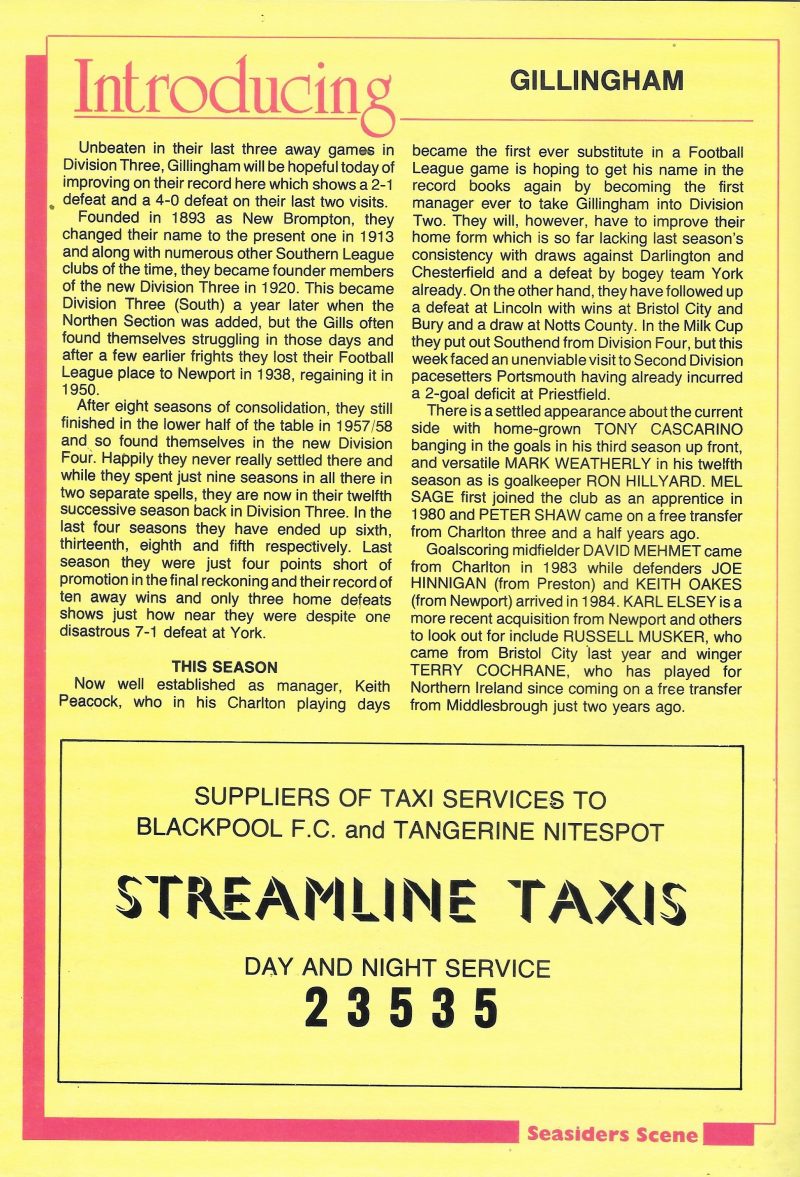 Introducing
GILLINGHAM
Unbeaten in their last three away games in
Division Three, Gillingham will be hopeful today of
improving on their record here which shows a 2-1
defeat and a 4-0 defeat on their last two visits.
Founded in 1893 as New Brompton, they
changed their name to the present one in 1913
and along with numerous other Southern League
clubs of the time, they became founder members
of the new Division Three in 1920. This became
Division Three (South) a year later when the
Northen Section was added, but the Gills often
found themselves struggling in those days and
after a few earlier frights they lost their Football
League place to Newport in 1938, regaining it in
1950.
After eight seasons of consolidation, they still
finished in the lower half of the table in 1957/58
and so found themselves in the new Division
Four. Happily they never really settled there and
while they spent just nine seasons in all there in
two separate spells, they are now in their twelfth
successive season back in Division Three. In the
last four seasons they have ended up sixth,
thirteenth, eighth and fifth respectively. Last
season they were just four points short of
promotion in the final reckoning and their record of
ten away wins and only three home defeats
shows just how near they were despite one
disastrous 7-1 defeat at York.
THIS SEASON
Now well established as manager, Keith
Peacock, who in his Charlton playing days
became the first ever substitute in a Football
League game is hoping to get his name in the
record books again by becoming the first
manager ever to take Gillingham into Division
Two. They will, however, have to improve their
home form which is so far lacking last season's
consistency with draws against Darlington and
Chesterfield and a defeat by bogey team York
already. On the other hand, they have followed up
a defeat at Lincoln with wins at Bristol City and
Bury and a draw at Notts County. In the Milk Cup
they put out Southend from Division Four, but this
week faced an unenviable visit to Second Division
pacesetters Portsmouth having already incurred
a 2-goal deficit at Priestfield.
There is a settled appearance about the current
side with home-grown TONY CASCARINO
banging in the goals in his third season up front,
and versatile MARK WEATHERLY in his twelfth
season as is goalkeeper RON HILLYARD. MEL
SAGE first joined the club as an apprentice in
1980 and PETER SHAW came on a free transfer
from Charlton three and a half years ago.
Goalscoring midfielder DAVID MEHMET came
from Charlton in 1983 while defenders JOE
HINNIGAN (from Preston) and KEITH OAKES
(from Newport) arrived in 1984. KARL ELSEY is a
more recent acquisition from Newport and others
to look out for include RUSSELL MUSKER, who
came from Bristol City last year and winger
TERRY COCHRANE, who has played for
Northern Ireland since coming on a free transfer
from Middlesbrough just two years ago.
SUPPLIERS OF TAXI SERVICES TO
BLACKPOOL F.C. and TANGERINE NITESPOT
STREAMLINE TAXIS
DAY AND NIGHT SERVICE
23535
Seasiders Scene